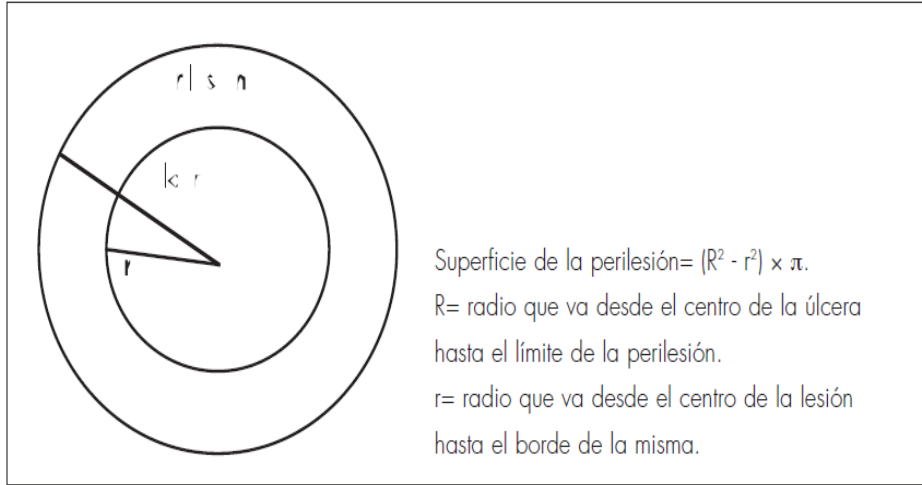 r
Superficie de la perilesión= (R² - r²) × π.
R= radio que va desde el centro de la úlcera
hasta el límite de la perilesión.
r= radio que va desde el centro de la lesión
hasta el borde de la misma.